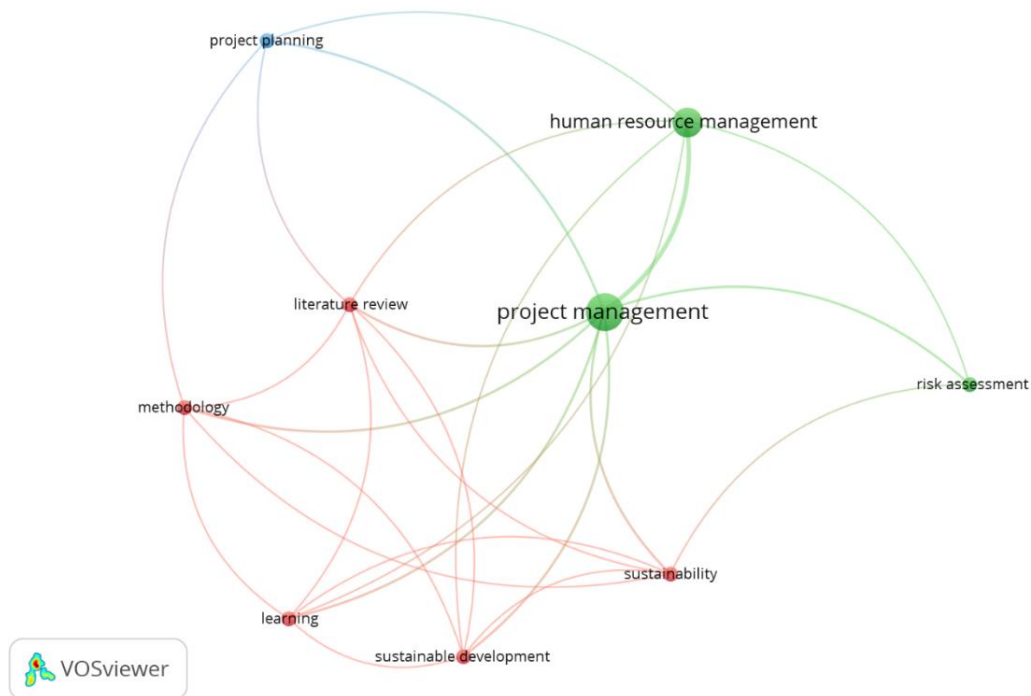 project planning
human resource management
literature review
project management
risk assessment
methodology
sustainability
learning
sustainable development
VOSviewer